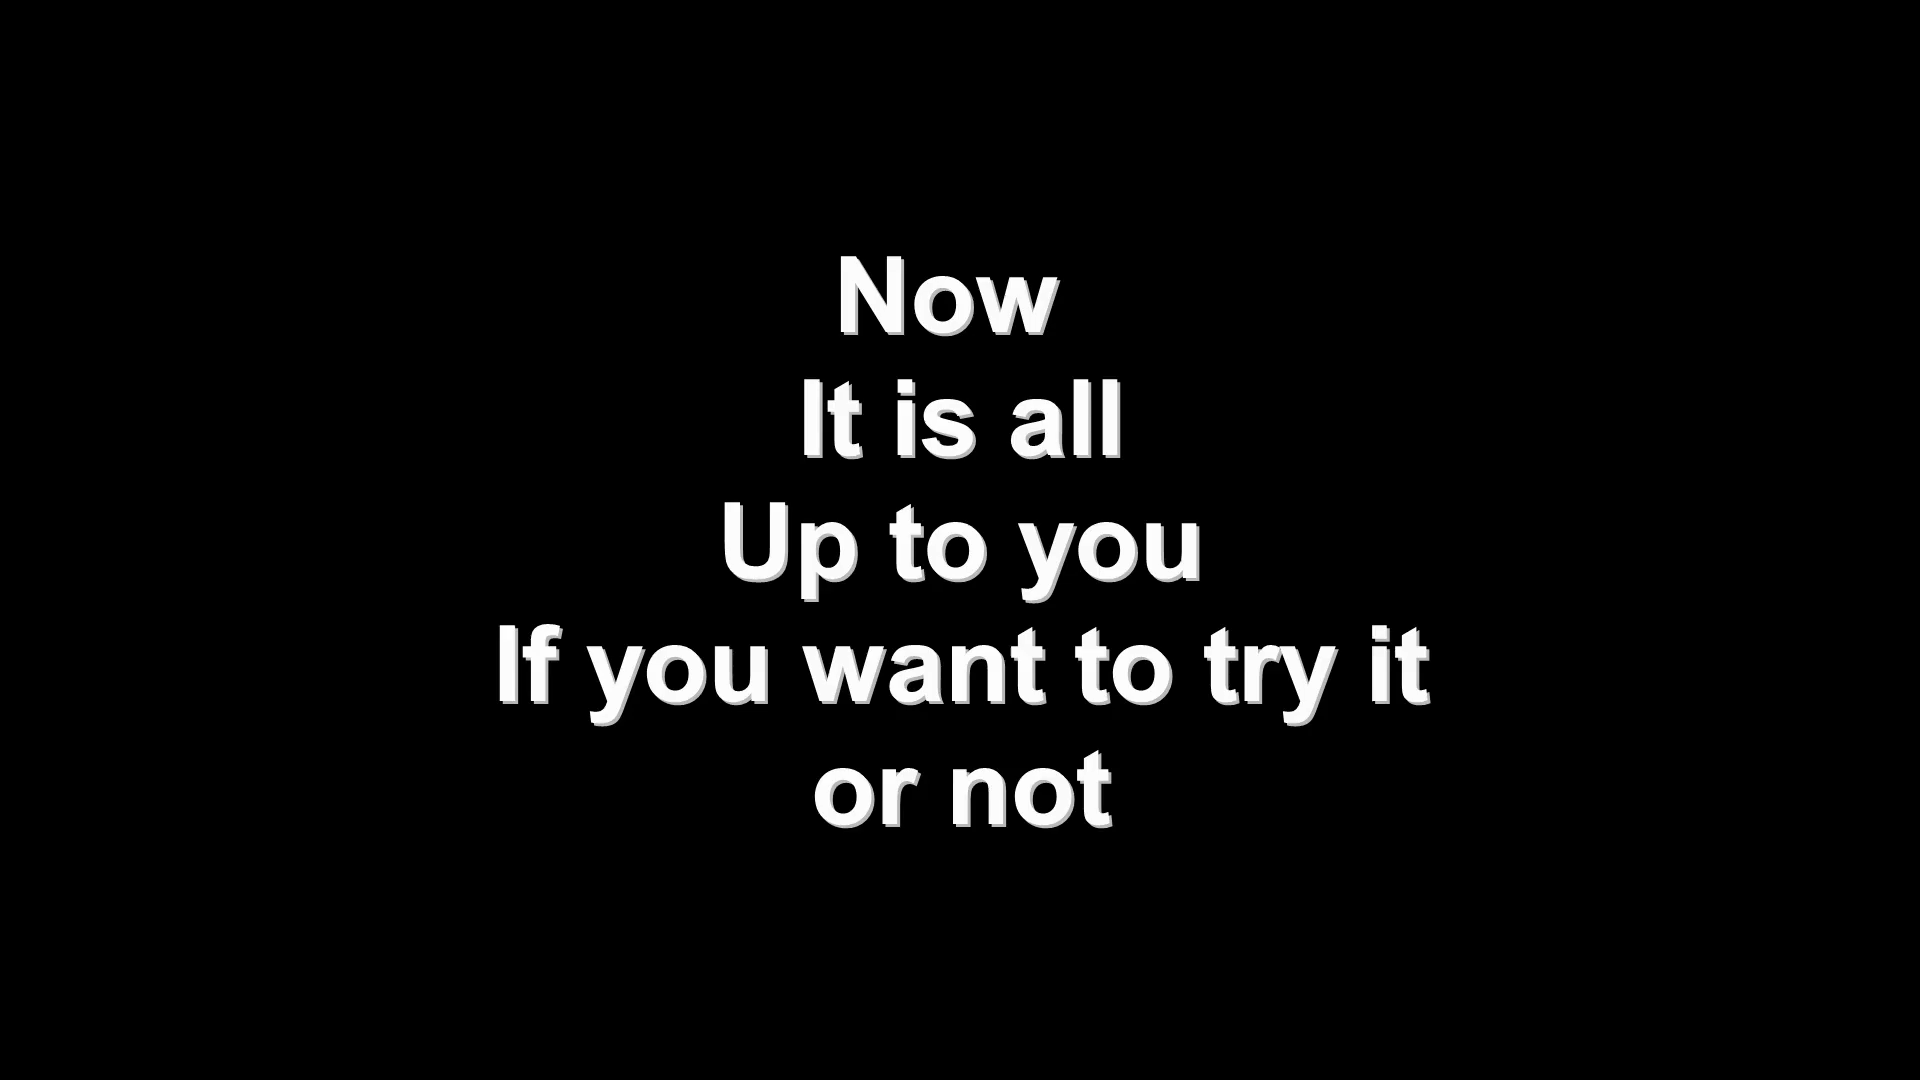 Now
It is all
Up to you
If you want to try it
or not